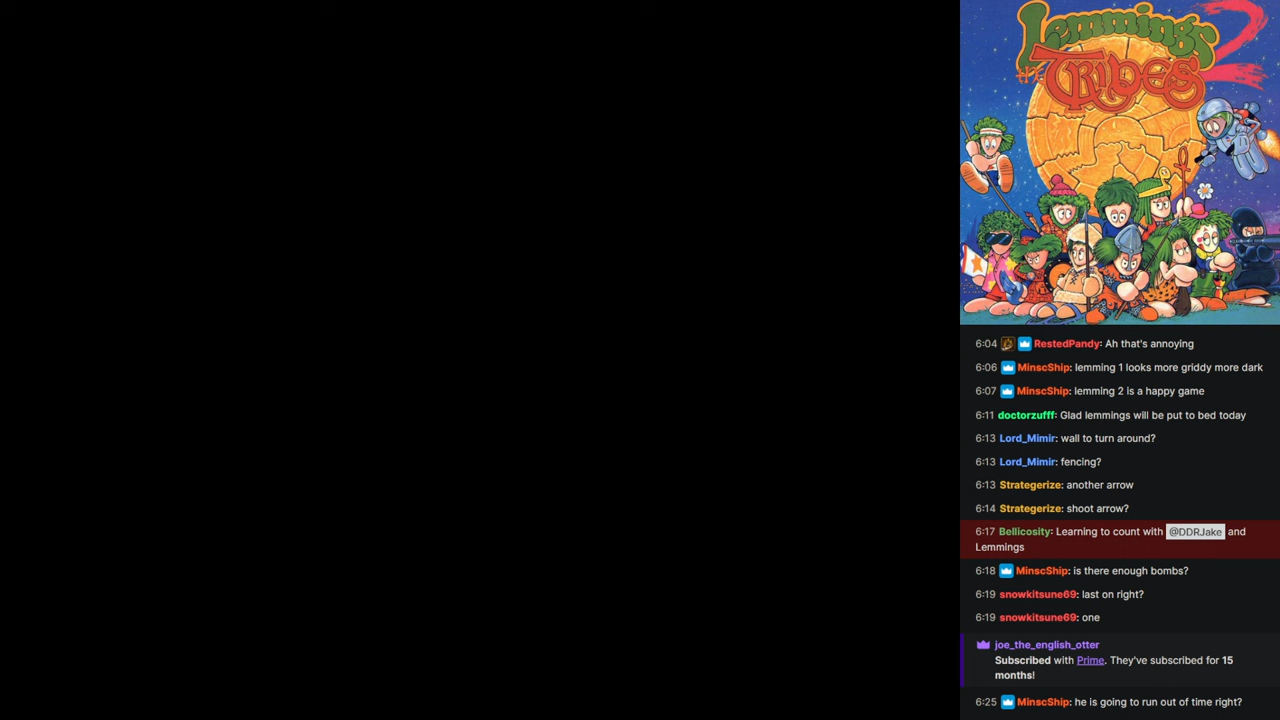 Lemmings 2
THE TRIBES
6:04 RestedPandy: Ah that's annoying
6:06 MinscShip: lemming 1 looks more griddy more dark
6:07 MinscShip: lemming 2 is a happy game
6:11 doctorzufff: Glad lemmings will be put to bed today
6:13 Lord_Mimir: wall to turn around?
6:13 Lord_Mimir: fencing?
6:13 Strategerize: another arrow
6:14 Strategerize: shoot arrow?
6:17 Bellicosity: Learning to count with @DDRJake and
Lemmings
6:18 MinscShip: is there enough bombs?
6:19 snowkitsune69: last on right?
6:19 snowkitsune69: one
joe_the_english_otter
Subscribed with Prime. They've subscribed for 15
months!
6:25 MinscShip: he is going to run out of time right?